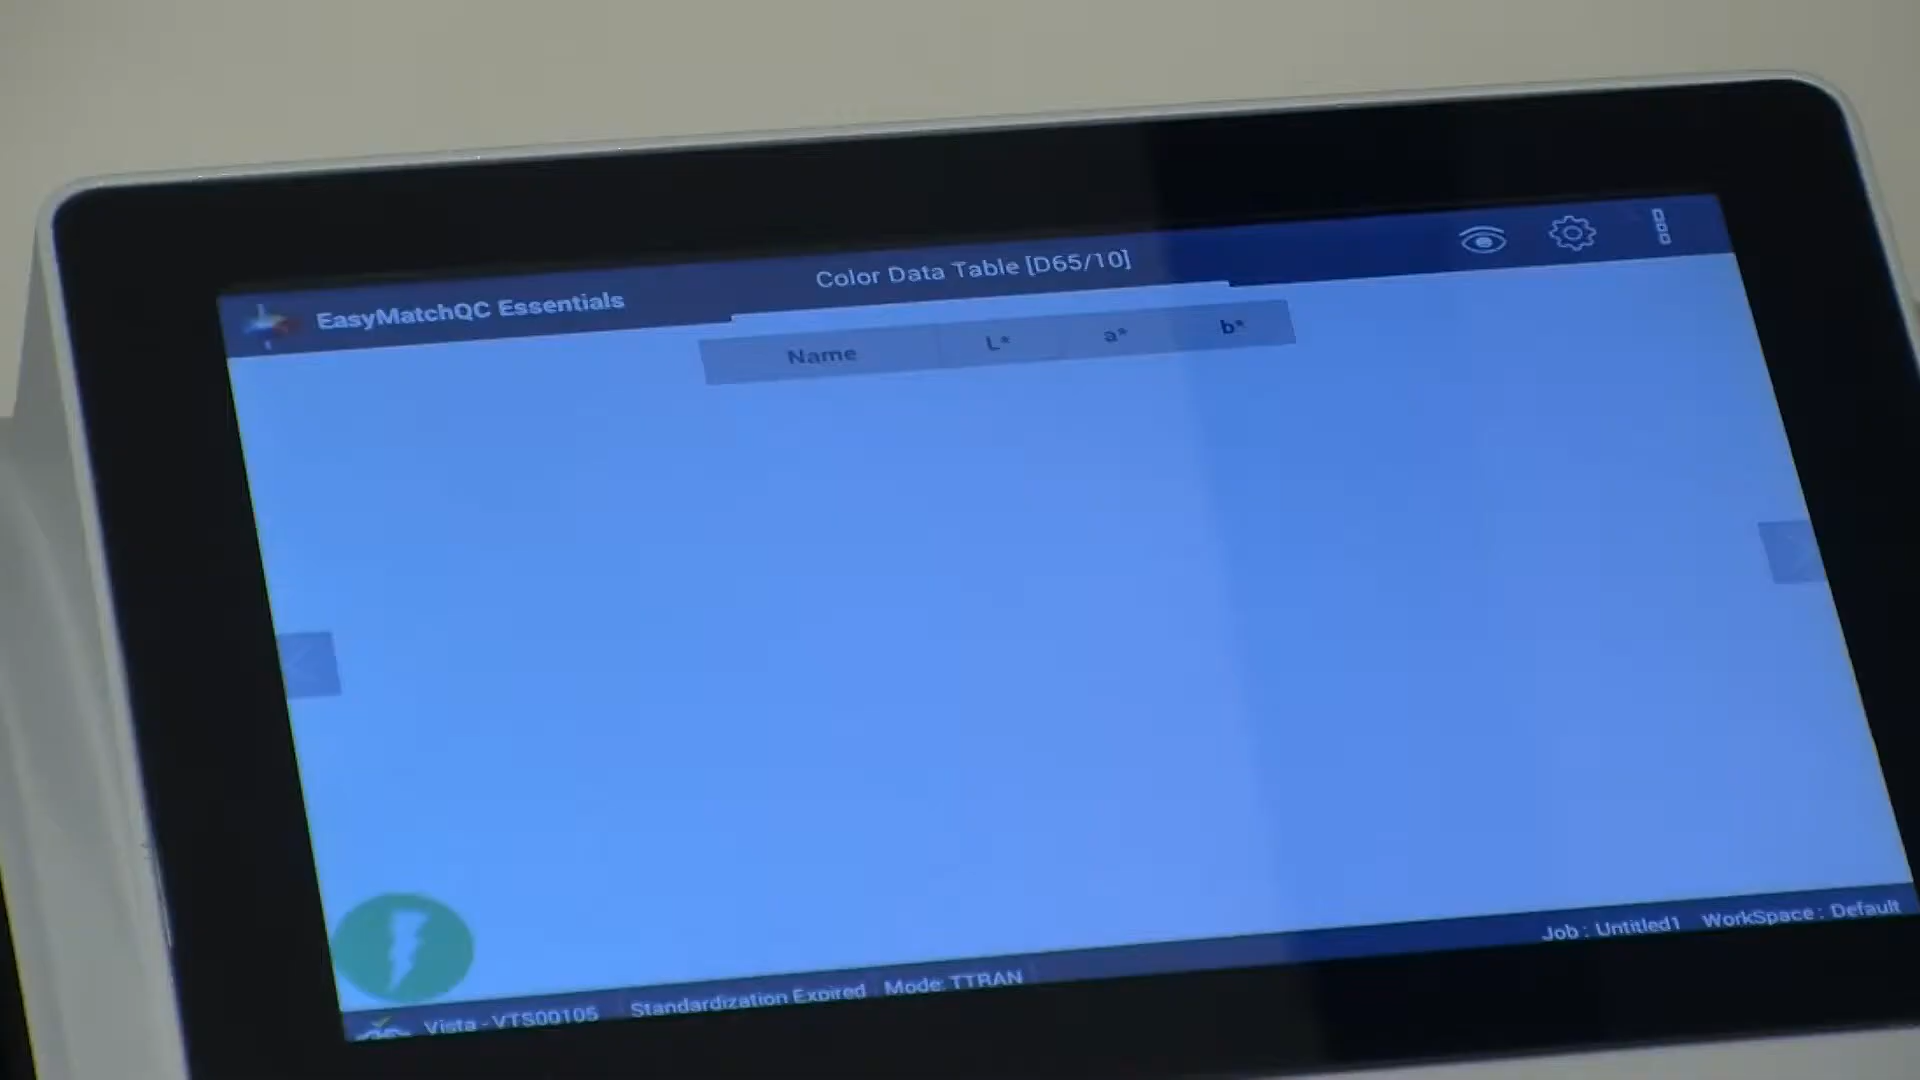 EasyMatchQC Essentials
Color Data Table [D65/10]
Name L* a* b*
Job : Untitled1 WorkSpace : Default
Vista - VTS00105 Standardization Expired Mode: TTRAN